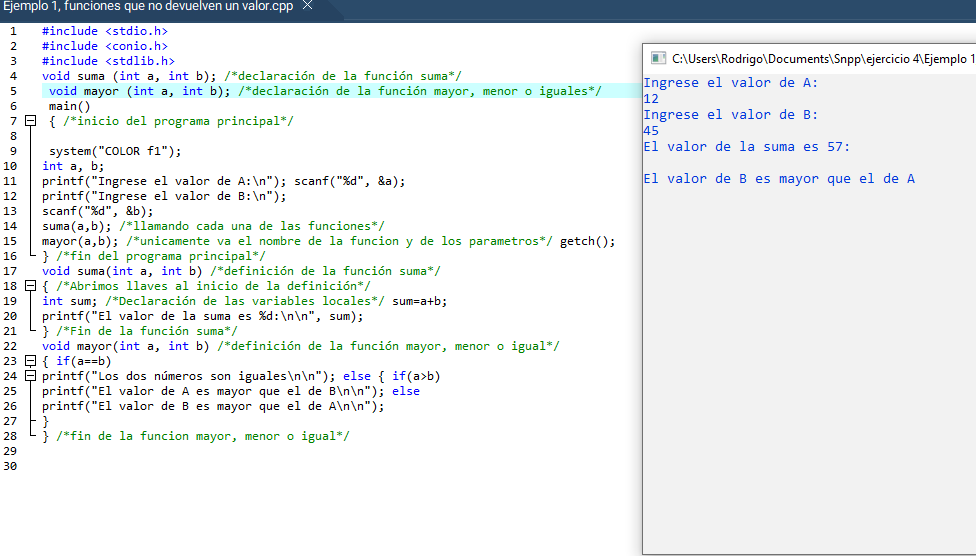 Ejemplo 1, funciones que no devuelven un valor.cpp
1 #include <stdio.h>
2 #include <conio.h>
3 #include <stdlib.h>
4 void suma (int a, int b); /*declaración de la función suma*/
5 void mayor (int a, int b); /*declaración de la función mayor, menor o iguales*/
6 main()
7 { /*inicio del programa principal*/
8
9 system("COLOR f1");
10 int a, b;
11 printf("Ingrese el valor de A:\n"); scanf("%d", &a);
12 printf("Ingrese el valor de B:\n");
13 scanf("%d", &b);
14 suma(a,b); /*llamando cada una de las funciones*/
15 mayor(a,b); /*unicamente va el nombre de la funcion y de los parametros*/ getch();
16 } /*fin del programa principal*/
17 void suma(int a, int b) /*definición de la función suma*/
18 { /*Abrimos llaves al inicio de la definición*/
19 int sum; /*Declaración de las variables locales*/ sum=a+b;
20 printf("El valor de la suma es %d:\n\n", sum);
21 } /*Fin de la función suma*/
22 void mayor(int a, int b) /*definición de la función mayor, menor o igual*/
23 { if(a==b)
24 printf("Los dos números son iguales\n\n"); else { if(a>b)
25 printf("El valor de A es mayor que el de B\n\n"); else
26 printf("El valor de B es mayor que el de A\n\n");
27 }
28 } /*fin de la funcion mayor, menor o igual*/
29
30
C:\Users\Rodrigo\Documents\Snpp\ejercicio 4\Ejemplo 1
Ingrese el valor de A:
12
Ingrese el valor de B:
45
El valor de la suma es 57:
El valor de B es mayor que el de A